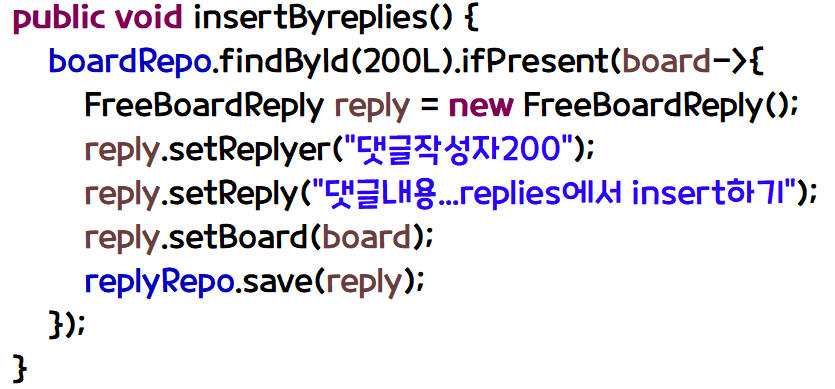 public void insertByreplies() {
boardRepo.findById(200L).ifPresent(board->{
FreeBoardReply reply = new FreeBoardReply();
reply.setReplyer("댓글작성자200");
reply.setReply("댓글내용...replies에서 insert하기");
reply.setBoard(board);
replyRepo.save(reply);
});
}